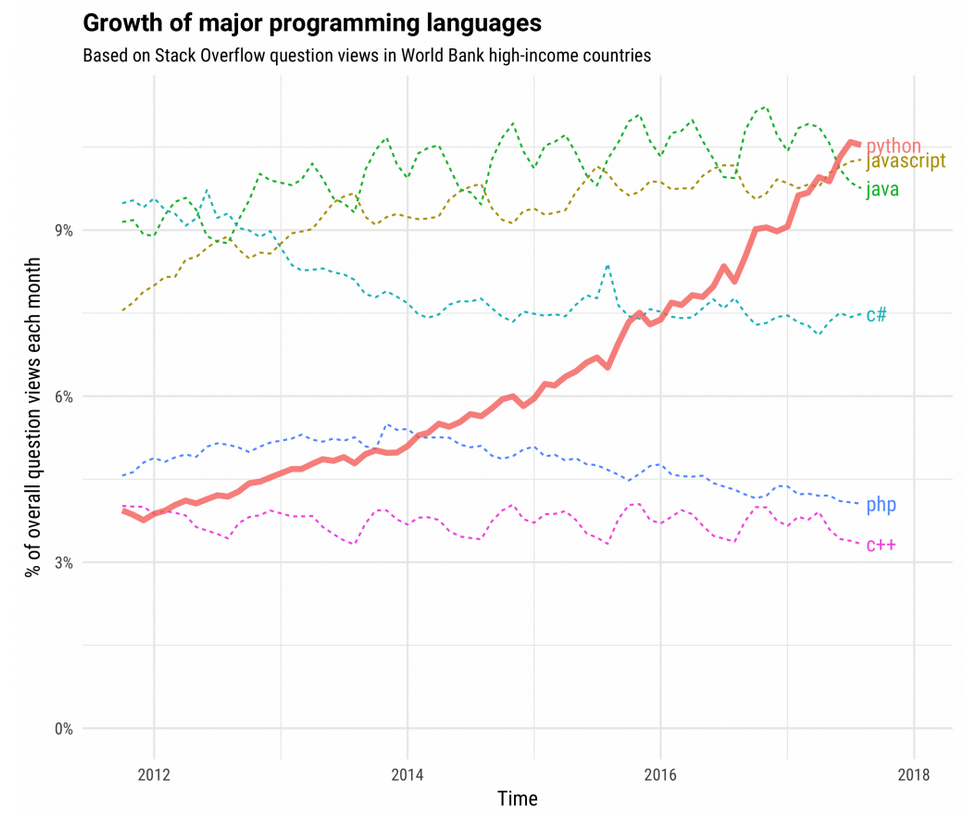 Growth of major programming languages
Based on Stack Overflow question views in World Bank high-income countries
% of overall question views each month
9%
6%
3%
0%
python
javascript
java
c#
php
c++
2012
2014
2016
2018
Time